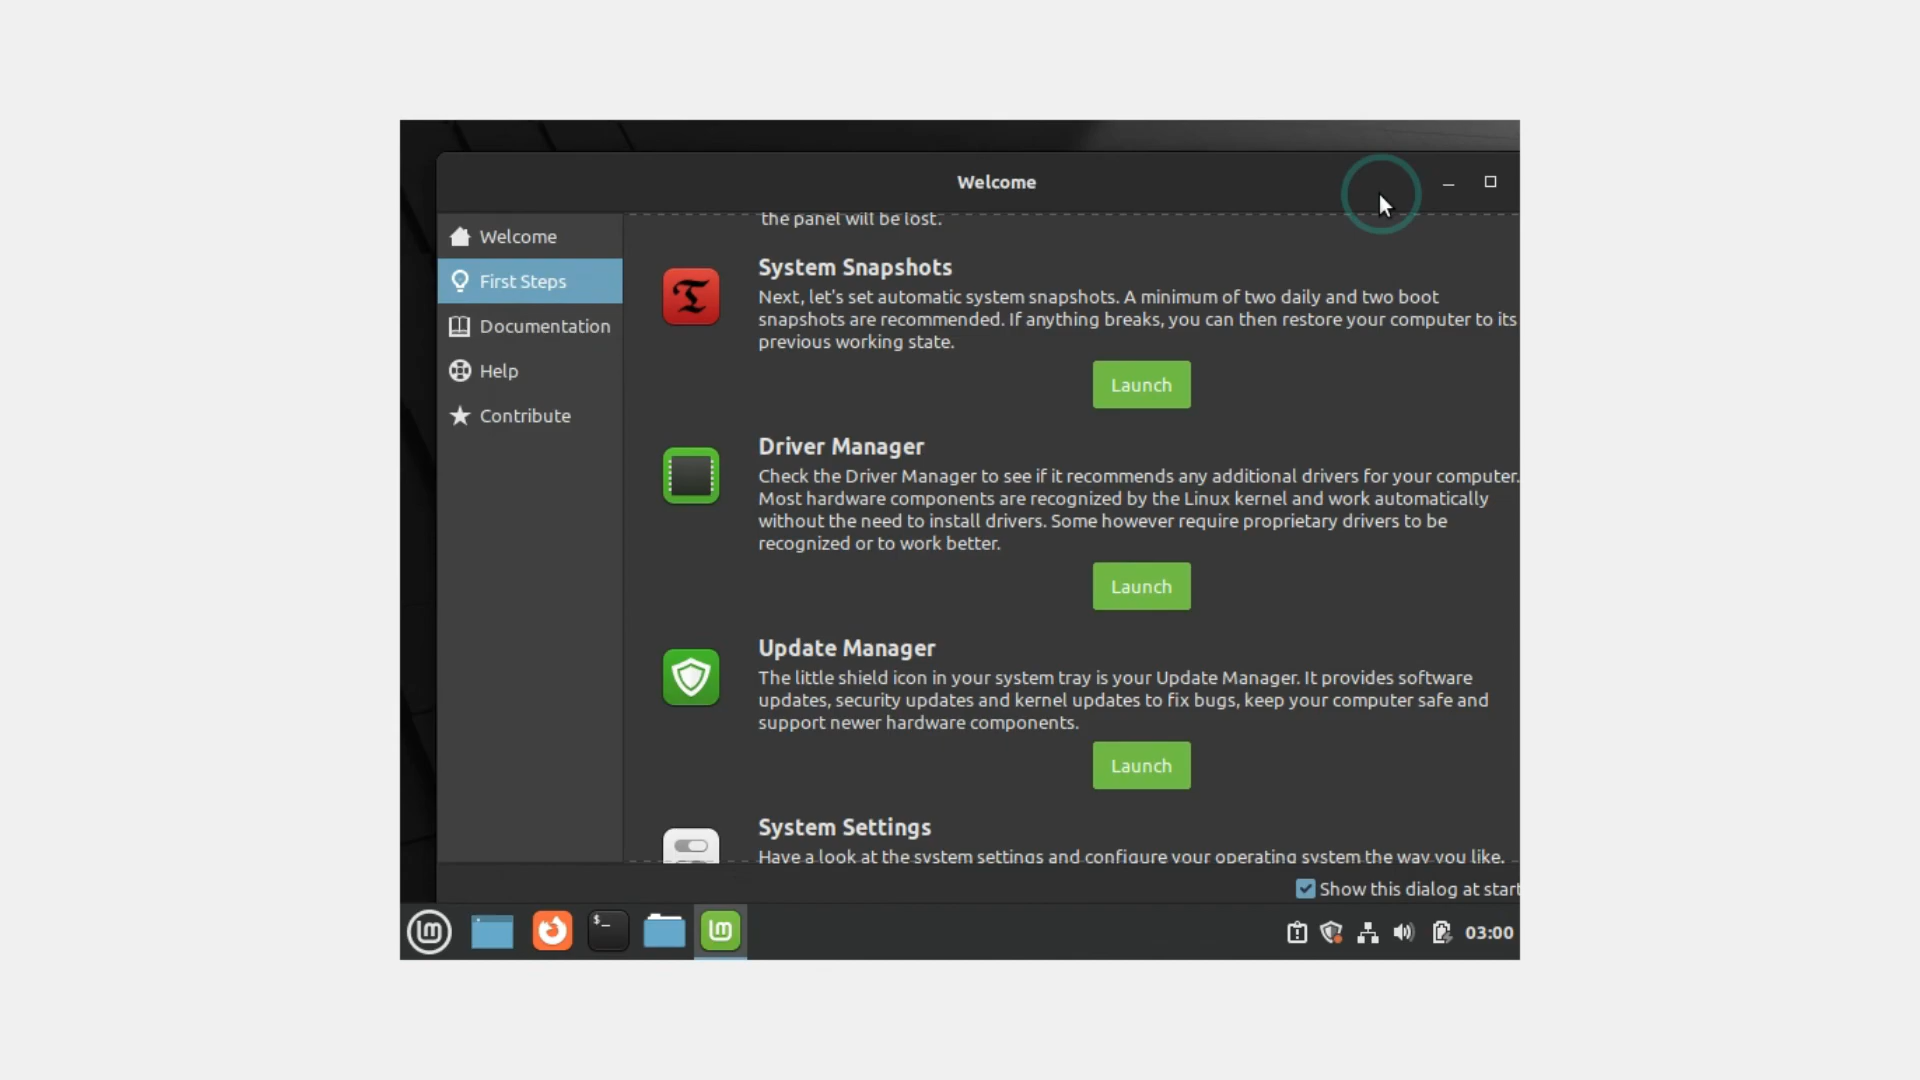 Welcome
Welcome
First Steps
Documentation
Help
Contribute
the panel will be lost.
System Snapshots
Next, let's set automatic system snapshots. A minimum of two daily and two boot
snapshots are recommended. If anything breaks, you can then restore your computer to its
previous working state.
Launch
Driver Manager
Check the Driver Manager to see if it recommends any additional drivers for your computer.
Most hardware components are recognized by the Linux kernel and work automatically
without the need to install drivers. Some however require proprietary drivers to be
recognized or to work better.
Launch
Update Manager
The little shield icon in your system tray is your Update Manager. It provides software
updates, security updates and kernel updates to fix bugs, keep your computer safe and
support newer hardware components.
Launch
System Settings
Have a look at the system settings and configure your operating system the way you like.
Show this dialog at start
$_
03:00